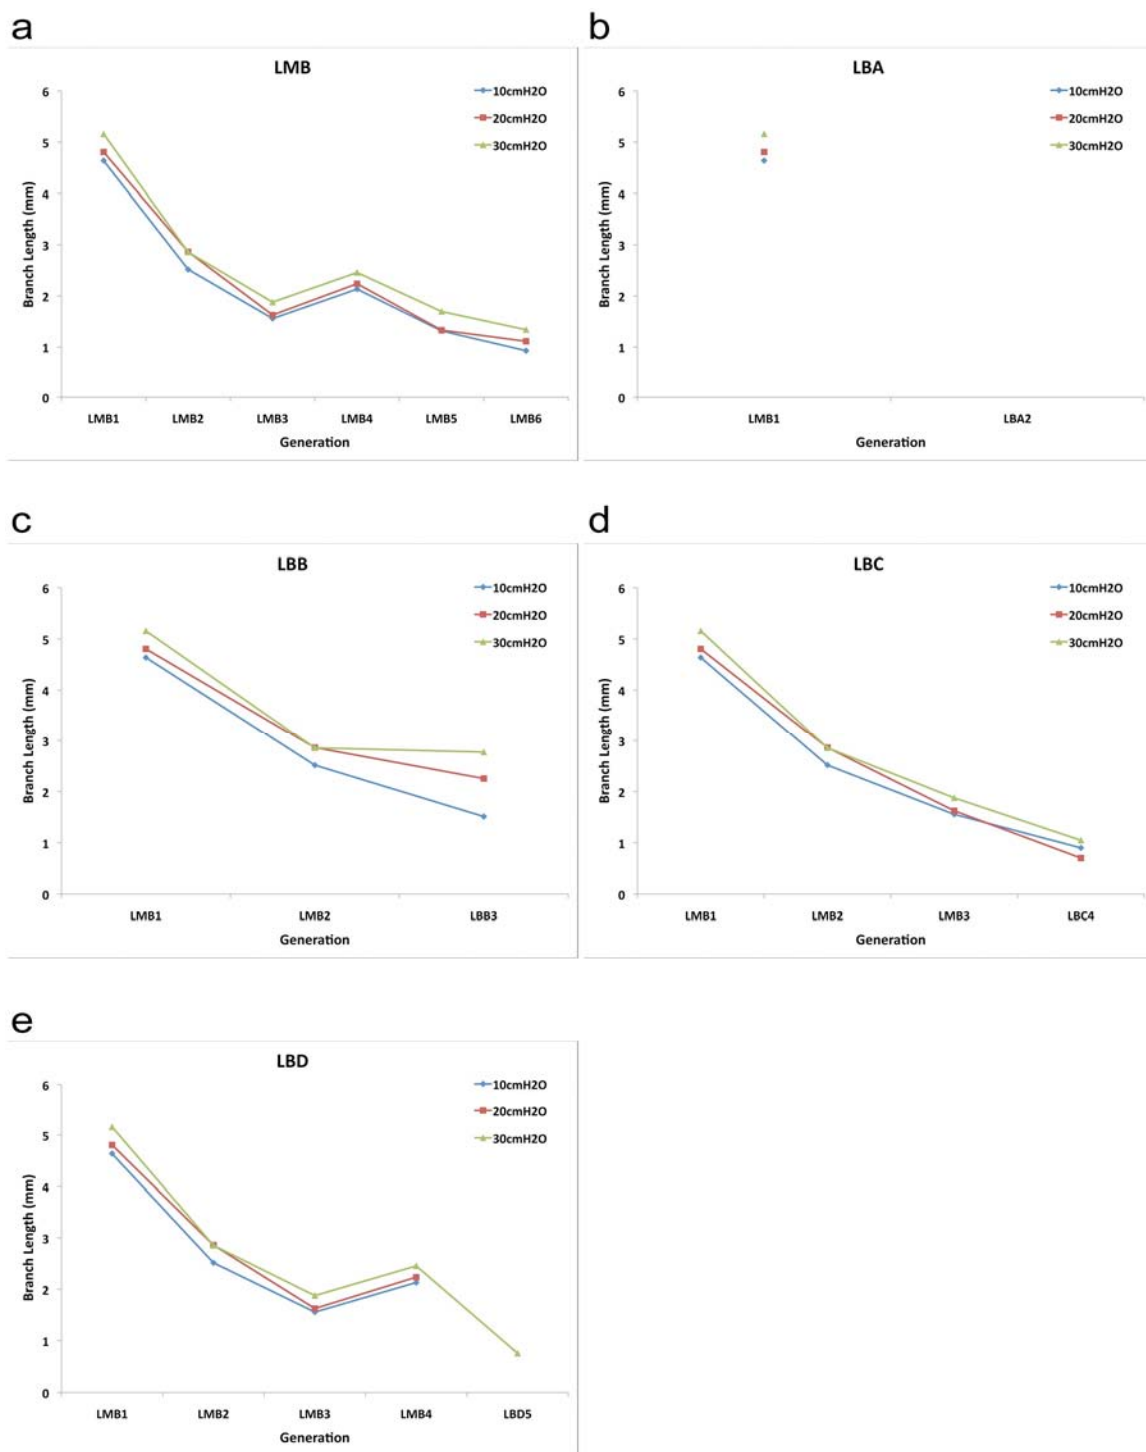 a
LMB
6
5
4
3
2
1
0
Branch Length (mm)
10cmH2O
20cmH2O
30cmH2O
LMB1 LMB2 LMB3 LMB4 LMB5 LMB6
Generation
b
LBA
6
5
4
3
2
1
0
Branch Length (mm)
10cmH2O
20cmH2O
30cmH2O
LMB1 LBA2
Generation
c
LBB
6
5
4
3
2
1
0
Branch Length (mm)
10cmH2O
20cmH2O
30cmH2O
LMB1 LMB2 LBB3
Generation
d
LBC
6
5
4
3
2
1
0
Branch Length (mm)
10cmH2O
20cmH2O
30cmH2O
LMB1 LMB2 LMB3 LBC4
Generation
e
LBD
6
5
4
3
2
1
0
Branch Length (mm)
10cmH2O
20cmH2O
30cmH2O
LMB1 LMB2 LMB3 LMB4 LBD5
Generation